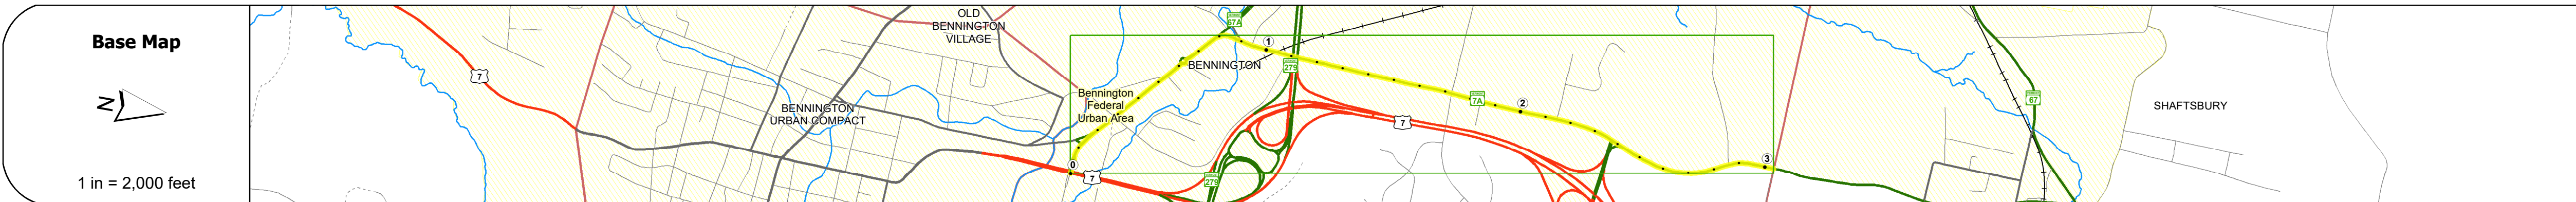 Base Map
N
1 in = 2,000 feet
7
OLD
BENNINGTON
VILLAGE
BENNINGTON
URBAN COMPACT
67A
1
BENNINGTON
279
Bennington
Federal
Urban Area
7A
2
7
0
7
279
3
67
SHAFTSBURY